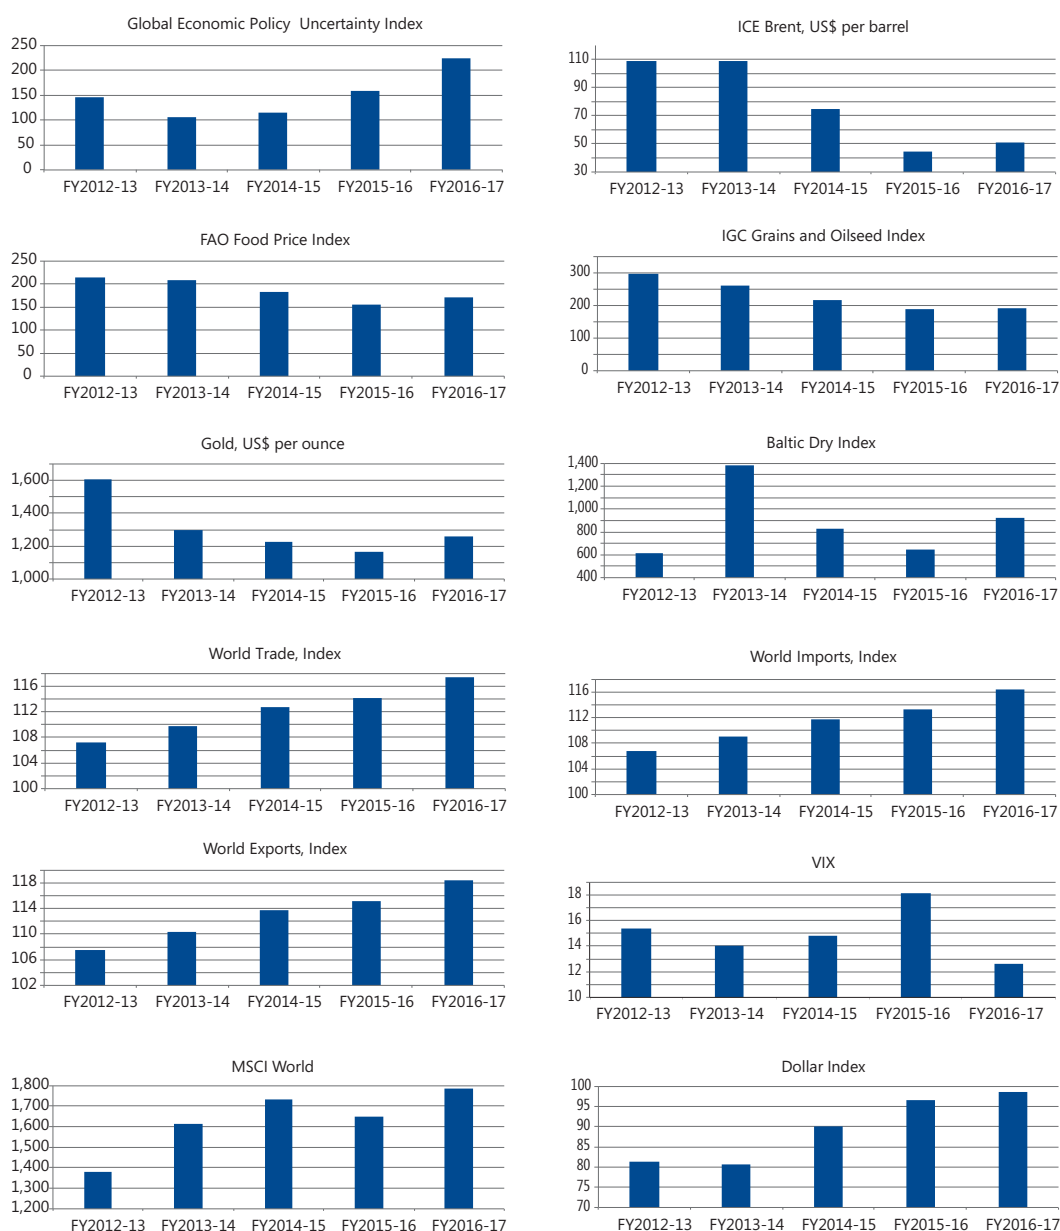 Global Economic Policy Uncertainty Index
250
200
150
100
50
0
FY2012-13 FY2013-14 FY2014-15 FY2015-16 FY2016-17
ICE Brent, US$ per barrel
110
90
70
50
30
FY2012-13 FY2013-14 FY2014-15 FY2015-16 FY2016-17
FAO Food Price Index
250
200
150
100
50
0
FY2012-13 FY2013-14 FY2014-15 FY2015-16 FY2016-17
IGC Grains and Oilseed Index
300
200
100
0
FY2012-13 FY2013-14 FY2014-15 FY2015-16 FY2016-17
Gold, US$ per ounce
1,600
1,400
1,200
1,000
FY2012-13 FY2013-14 FY2014-15 FY2015-16 FY2016-17
Baltic Dry Index
1,400
1,200
1,000
800
600
400
FY2012-13 FY2013-14 FY2014-15 FY2015-16 FY2016-17
World Trade, Index
116
112
108
104
100
FY2012-13 FY2013-14 FY2014-15 FY2015-16 FY2016-17
World Imports, Index
116
112
108
104
100
FY2012-13 FY2013-14 FY2014-15 FY2015-16 FY2016-17
World Exports, Index
118
114
110
106
102
FY2012-13 FY2013-14 FY2014-15 FY2015-16 FY2016-17
VIX
18
16
14
12
10
FY2012-13 FY2013-14 FY2014-15 FY2015-16 FY2016-17
MSCI World
1,800
1,700
1,600
1,500
1,400
1,300
1,200
FY2012-13 FY2013-14 FY2014-15 FY2015-16 FY2016-17
Dollar Index
100
95
90
85
80
75
70
FY2012-13 FY2013-14 FY2014-15 FY2015-16 FY2016-17